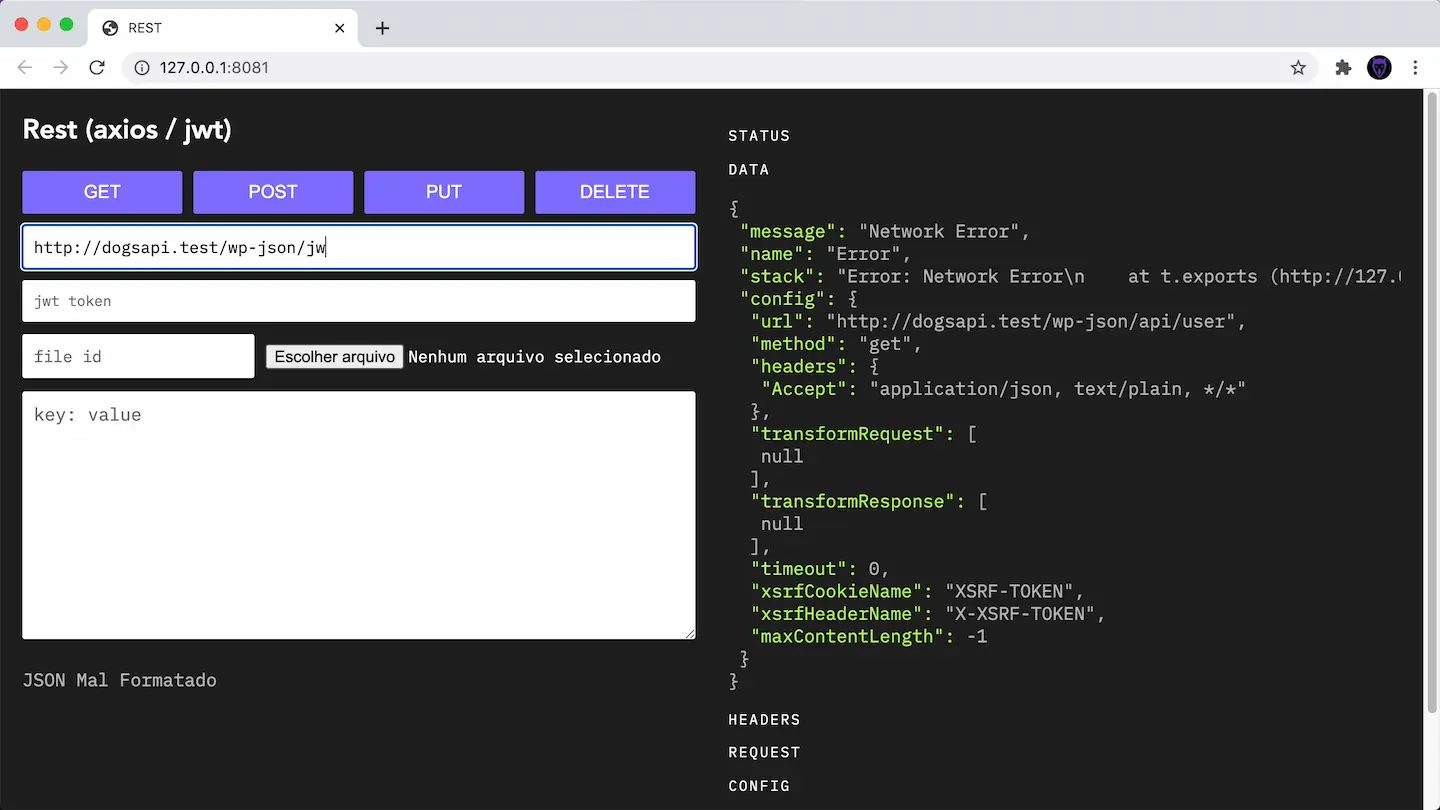 REST
127.0.0.1:8081
Rest (axios / jwt)
GET POST PUT DELETE
http://dogsapi.test/wp-json/jw
jwt token
file id Escolher arquivo Nenhum arquivo selecionado
key: value
JSON Mal Formatado
STATUS
DATA
{
"message": "Network Error",
"name": "Error",
"stack": "Error: Network Error\n    at t.exports (http://127.
"config": {
"url": "http://dogsapi.test/wp-json/api/user",
"method": "get",
"headers": {
"Accept": "application/json, text/plain, */*"
},
"transformRequest": [
null
],
"transformResponse": [
null
],
"timeout": 0,
"xsrfCookieName": "XSRF-TOKEN",
"xsrfHeaderName": "X-XSRF-TOKEN",
"maxContentLength": -1
}
}
HEADERS
REQUEST
CONFIG